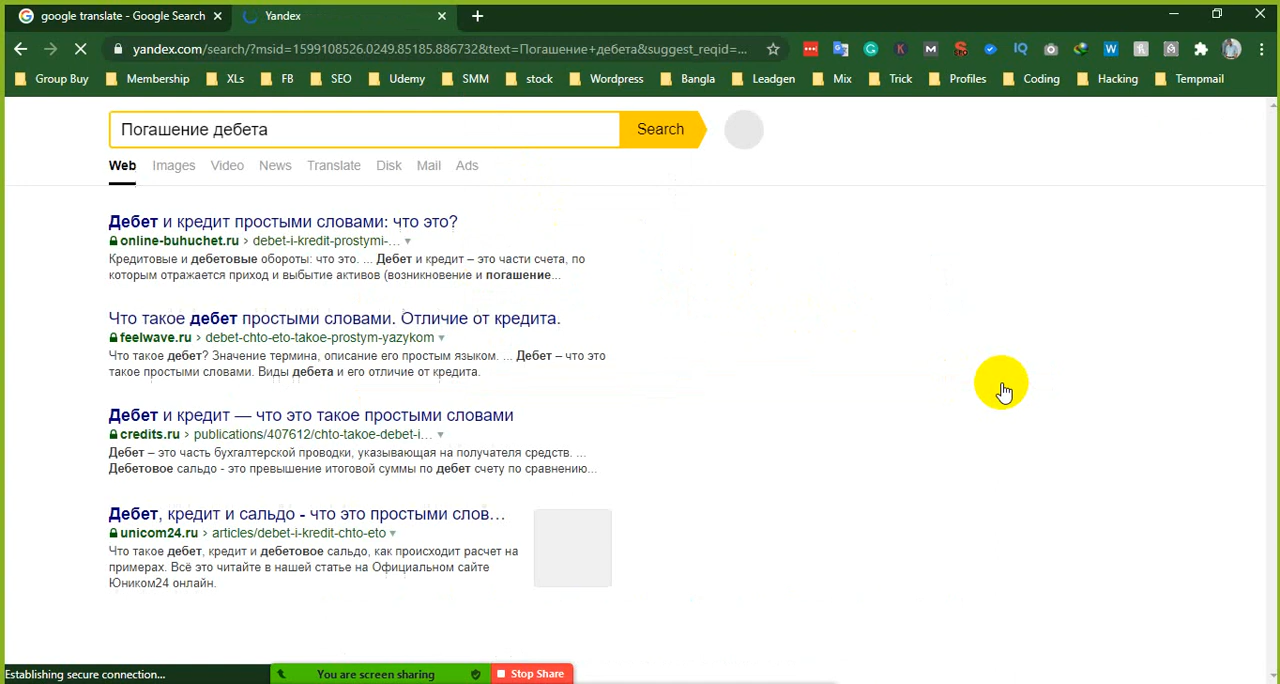 google translate - Google Search
Yandex
yandex.com/search/?msid=1599108526.0249.85185.886732&text=Погашение+дебета&suggest_reqid=...
Group Buy Membership XLs FB SEO Udemy SMM stock Wordpress Bangla Leadgen Mix Trick Profiles Coding Hacking Tempmail
Погашение дебета Search
Web Images Video News Translate Disk Mail Ads
Дебет и кредит простыми словами: что это?
online-buhuchet.ru › debet-i-kredit-prostymi-...
Кредитовые и дебетовые обороты: что это. ... Дебет и кредит – это части счета, по
которым отражается приход и выбытие активов (возникновение и погашение...
Что такое дебет простыми словами. Отличие от кредита.
feelwave.ru › debet-chto-eto-takoe-prostym-yazykom
Что такое дебет? Значение термина, описание его простым языком. ... Дебет – что это
такое простыми словами. Виды дебета и его отличие от кредита.
Дебет и кредит — что это такое простыми словами
credits.ru › publications/407612/chto-takoe-debet-i...
Дебет – это часть бухгалтерской проводки, указывающая на получателя средств. ...
Дебетовое сальдо - это превышение итоговой суммы по дебет счету по сравнению...
Дебет, кредит и сальдо - что это простыми слов...
unicom24.ru › articles/debet-i-kredit-chto-eto
Что такое дебет, кредит и дебетовое сальдо, как происходит расчет на
примерах. Всё это читайте в нашей статье на Официальном сайте
Юником24 онлайн.
Establishing secure connection... You are screen sharing Stop Share